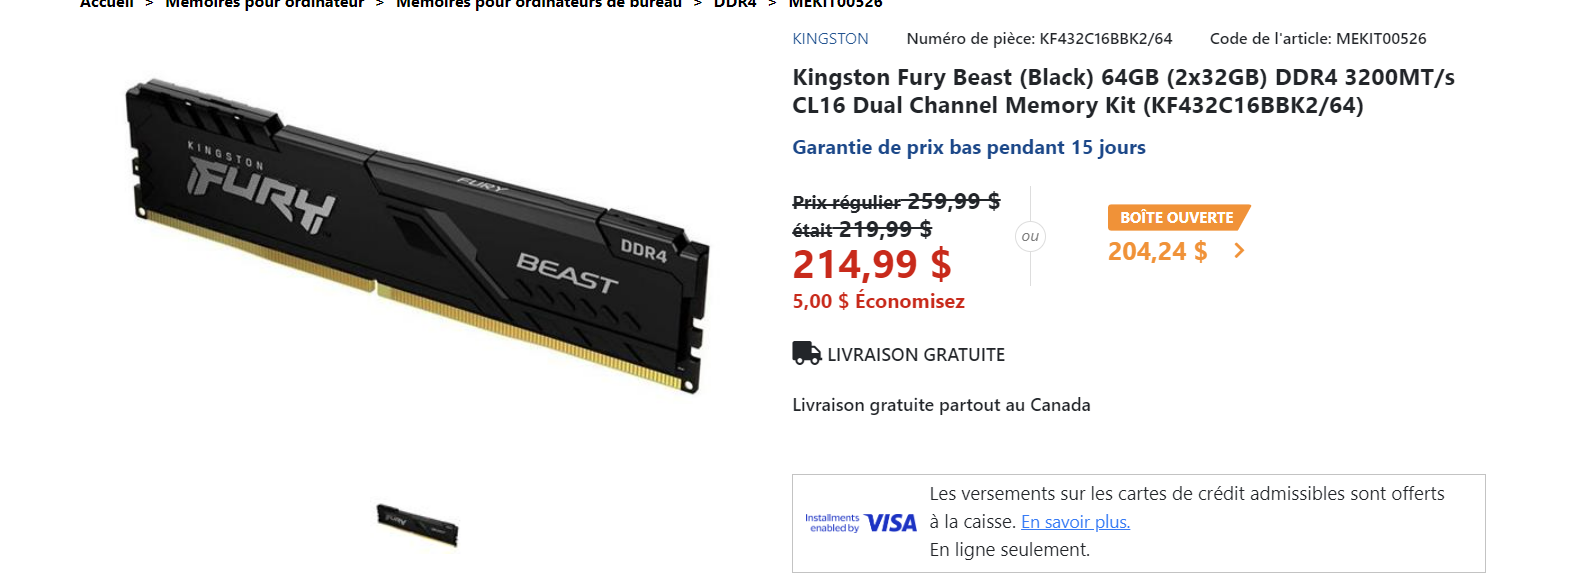 Accueil > Mémoires pour ordinateur > Mémoires pour ordinateurs de bureau > DDR4 > MEKIT00526
KINGSTON Numéro de pièce: KF432C16BBK2/64 Code de l'article: MEKIT00526
Kingston Fury Beast (Black) 64GB (2x32GB) DDR4 3200MT/s
CL16 Dual Channel Memory Kit (KF432C16BBK2/64)
Garantie de prix bas pendant 15 jours
Prix régulier 259,99 $
était 219,99 $
214,99 $
5,00 $ Économisez
ou
BOÎTE OUVERTE
204,24 $
LIVRAISON GRATUITE
Livraison gratuite partout au Canada
Installments
enabled by
VISA
Les versements sur les cartes de crédit admissibles sont offerts
à la caisse. En savoir plus.
En ligne seulement.
KINGSTON
FURY
FURY
BEAST
DDR4
FURY